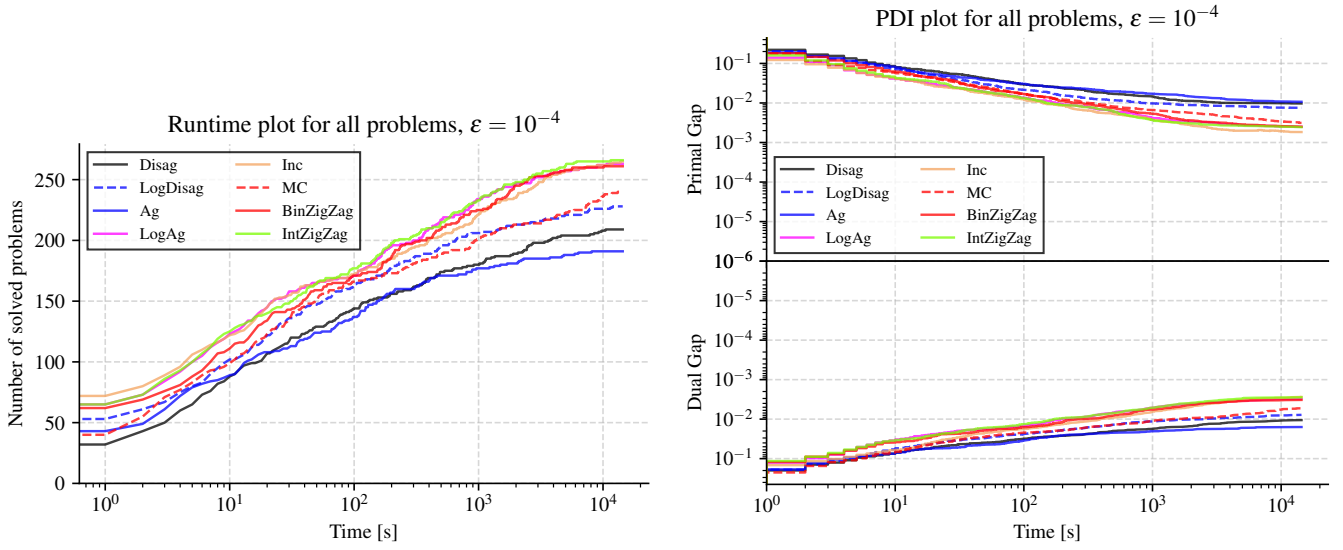 Runtime plot for all problems, ε = 10⁻⁴
Disag
LogDisag
Ag
LogAg
Inc
MC
BinZigZag
IntZigZag
Number of solved problems
250
200
150
100
50
0
10⁰ 10¹ 10² 10³ 10⁴
Time [s]
PDI plot for all problems, ε = 10⁻⁴
Primal Gap
10⁻¹
10⁻²
10⁻³
10⁻⁴
10⁻⁵
10⁻⁶
Disag
LogDisag
Ag
LogAg
Inc
MC
BinZigZag
IntZigZag
Dual Gap
10⁻⁵
10⁻⁴
10⁻³
10⁻²
10⁻¹
10⁰ 10¹ 10² 10³ 10⁴
Time [s]